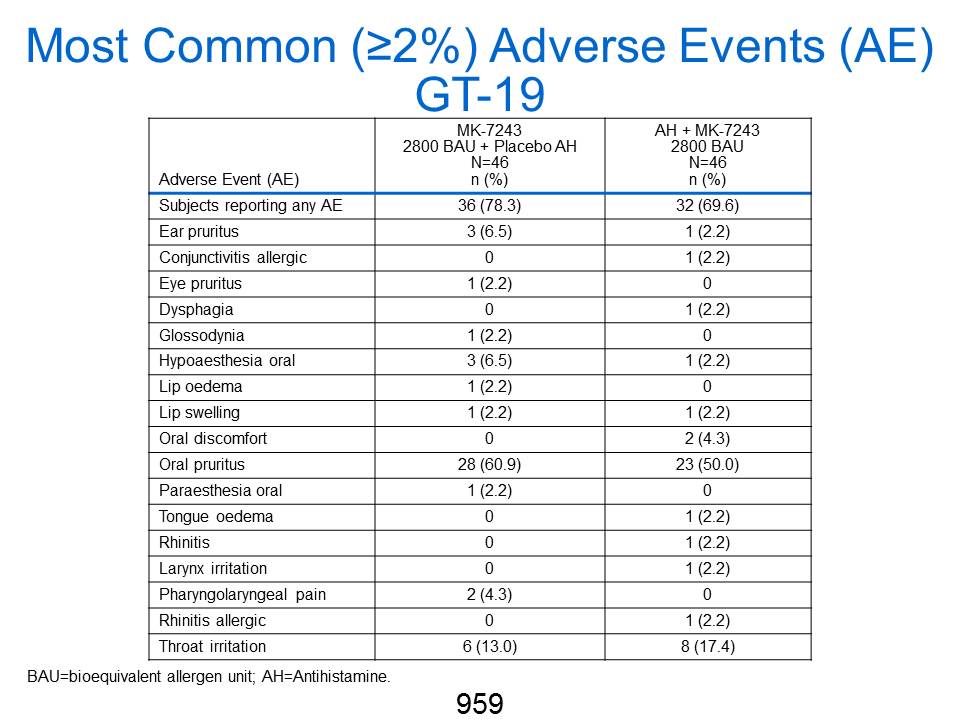 Most Common (≥2%) Adverse Events (AE)
GT-19
Adverse Event (AE) MK-7243 2800 BAU + Placebo AH N=46 n (%) AH + MK-7243 2800 BAU N=46 n (%)
Subjects reporting any AE 36 (78.3) 32 (69.6)
Ear pruritus 3 (6.5) 1 (2.2)
Conjunctivitis allergic 0 1 (2.2)
Eye pruritus 1 (2.2) 0
Dysphagia 0 1 (2.2)
Glossodynia 1 (2.2) 0
Hypoaesthesia oral 3 (6.5) 1 (2.2)
Lip oedema 1 (2.2) 0
Lip swelling 1 (2.2) 1 (2.2)
Oral discomfort 0 2 (4.3)
Oral pruritus 28 (60.9) 23 (50.0)
Paraesthesia oral 1 (2.2) 0
Tongue oedema 0 1 (2.2)
Rhinitis 0 1 (2.2)
Larynx irritation 0 1 (2.2)
Pharyngolaryngeal pain 2 (4.3) 0
Rhinitis allergic 0 1 (2.2)
Throat irritation 6 (13.0) 8 (17.4)
BAU=bioequivalent allergen unit; AH=Antihistamine.
959